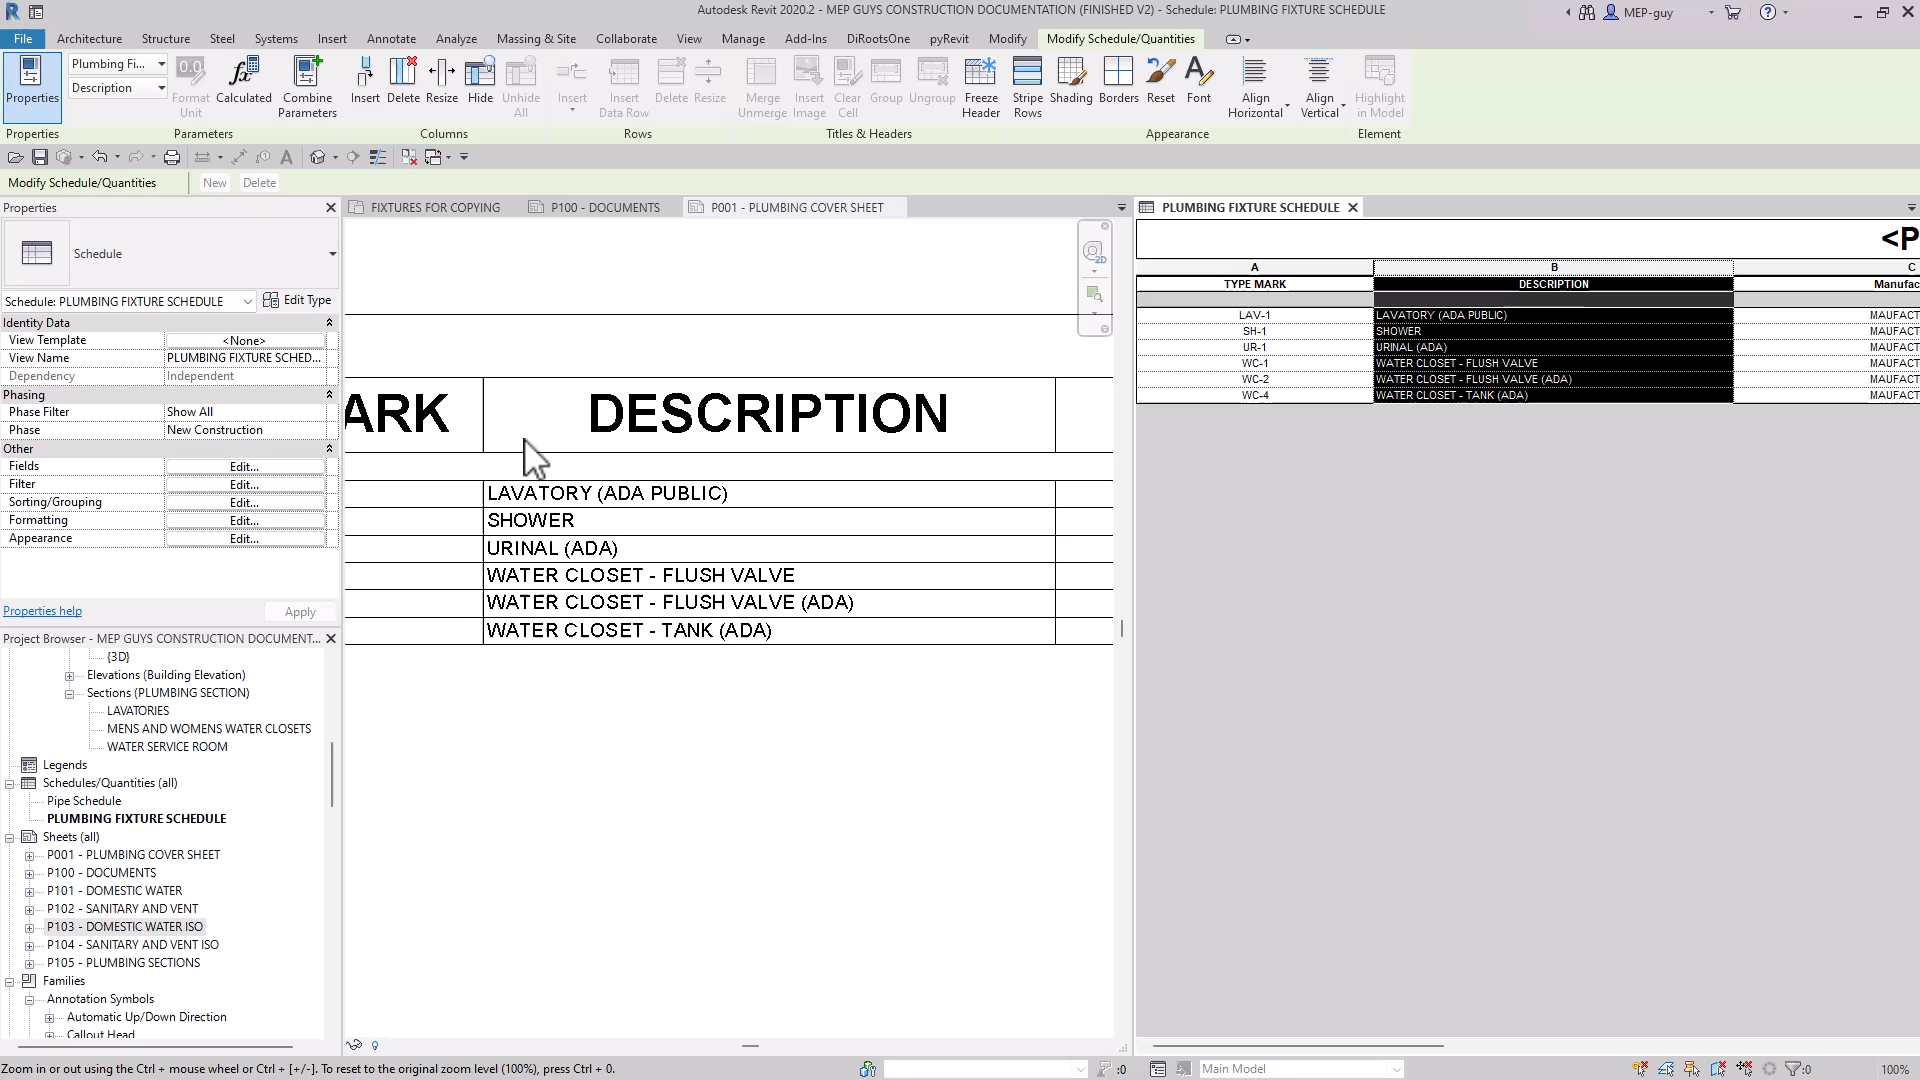 Autodesk Revit 2020.2 - MEP GUYS CONSTRUCTION DOCUMENTATION (FINISHED V2) - Schedule: PLUMBING FIXTURE SCHEDULE
MEP-guy
File Architecture Structure Steel Systems Insert Annotate Analyze Massing & Site Collaborate View Manage Add-Ins DiRootsOne pyRevit Modify Modify Schedule/Quantities
Plumbing Fi...
Description
Properties Format Unit Calculated Combine Parameters Insert Delete Resize Hide Unhide All Insert Insert Data Row Delete Resize Merge Unmerge Insert Image Clear Cell Group Ungroup Freeze Header Stripe Rows Shading Borders Reset Font Align Horizontal Align Vertical Highlight in Model
Properties Parameters Columns Rows Titles & Headers Appearance Element
Modify Schedule/Quantities New Delete
Properties
Schedule
Schedule: PLUMBING FIXTURE SCHEDULE Edit Type
Identity Data
View Template <None>
View Name PLUMBING FIXTURE SCHED...
Dependency Independent
Phasing
Phase Filter Show All
Phase New Construction
Other
Fields Edit...
Filter Edit...
Sorting/Grouping Edit...
Formatting Edit...
Appearance Edit...
Properties help Apply
Project Browser - MEP GUYS CONSTRUCTION DOCUMENT...
{3D}
Elevations (Building Elevation)
Sections (PLUMBING SECTION)
LAVATORIES
MENS AND WOMENS WATER CLOSETS
WATER SERVICE ROOM
Legends
Schedules/Quantities (all)
Pipe Schedule
PLUMBING FIXTURE SCHEDULE
Sheets (all)
P001 - PLUMBING COVER SHEET
P100 - DOCUMENTS
P101 - DOMESTIC WATER
P102 - SANITARY AND VENT
P103 - DOMESTIC WATER ISO
P104 - SANITARY AND VENT ISO
P105 - PLUMBING SECTIONS
Families
Annotation Symbols
Automatic Up/Down Direction
Callout Head
FIXTURES FOR COPYING P100 - DOCUMENTS P001 - PLUMBING COVER SHEET
2D
ARK DESCRIPTION
LAVATORY (ADA PUBLIC)
SHOWER
URINAL (ADA)
WATER CLOSET - FLUSH VALVE
WATER CLOSET - FLUSH VALVE (ADA)
WATER CLOSET - TANK (ADA)
PLUMBING FIXTURE SCHEDULE
<P
A B C
TYPE MARK DESCRIPTION Manufac
LAV-1 LAVATORY (ADA PUBLIC) MAUFACT
SH-1 SHOWER MAUFACT
UR-1 URINAL (ADA) MAUFACT
WC-1 WATER CLOSET - FLUSH VALVE MAUFACT
WC-2 WATER CLOSET - FLUSH VALVE (ADA) MAUFACT
WC-4 WATER CLOSET - TANK (ADA) MAUFACT
Zoom in or out using the Ctrl + mouse wheel or Ctrl + [+/-]. To reset to the original zoom level (100%), press Ctrl + 0.
:0 Main Model :0 100%